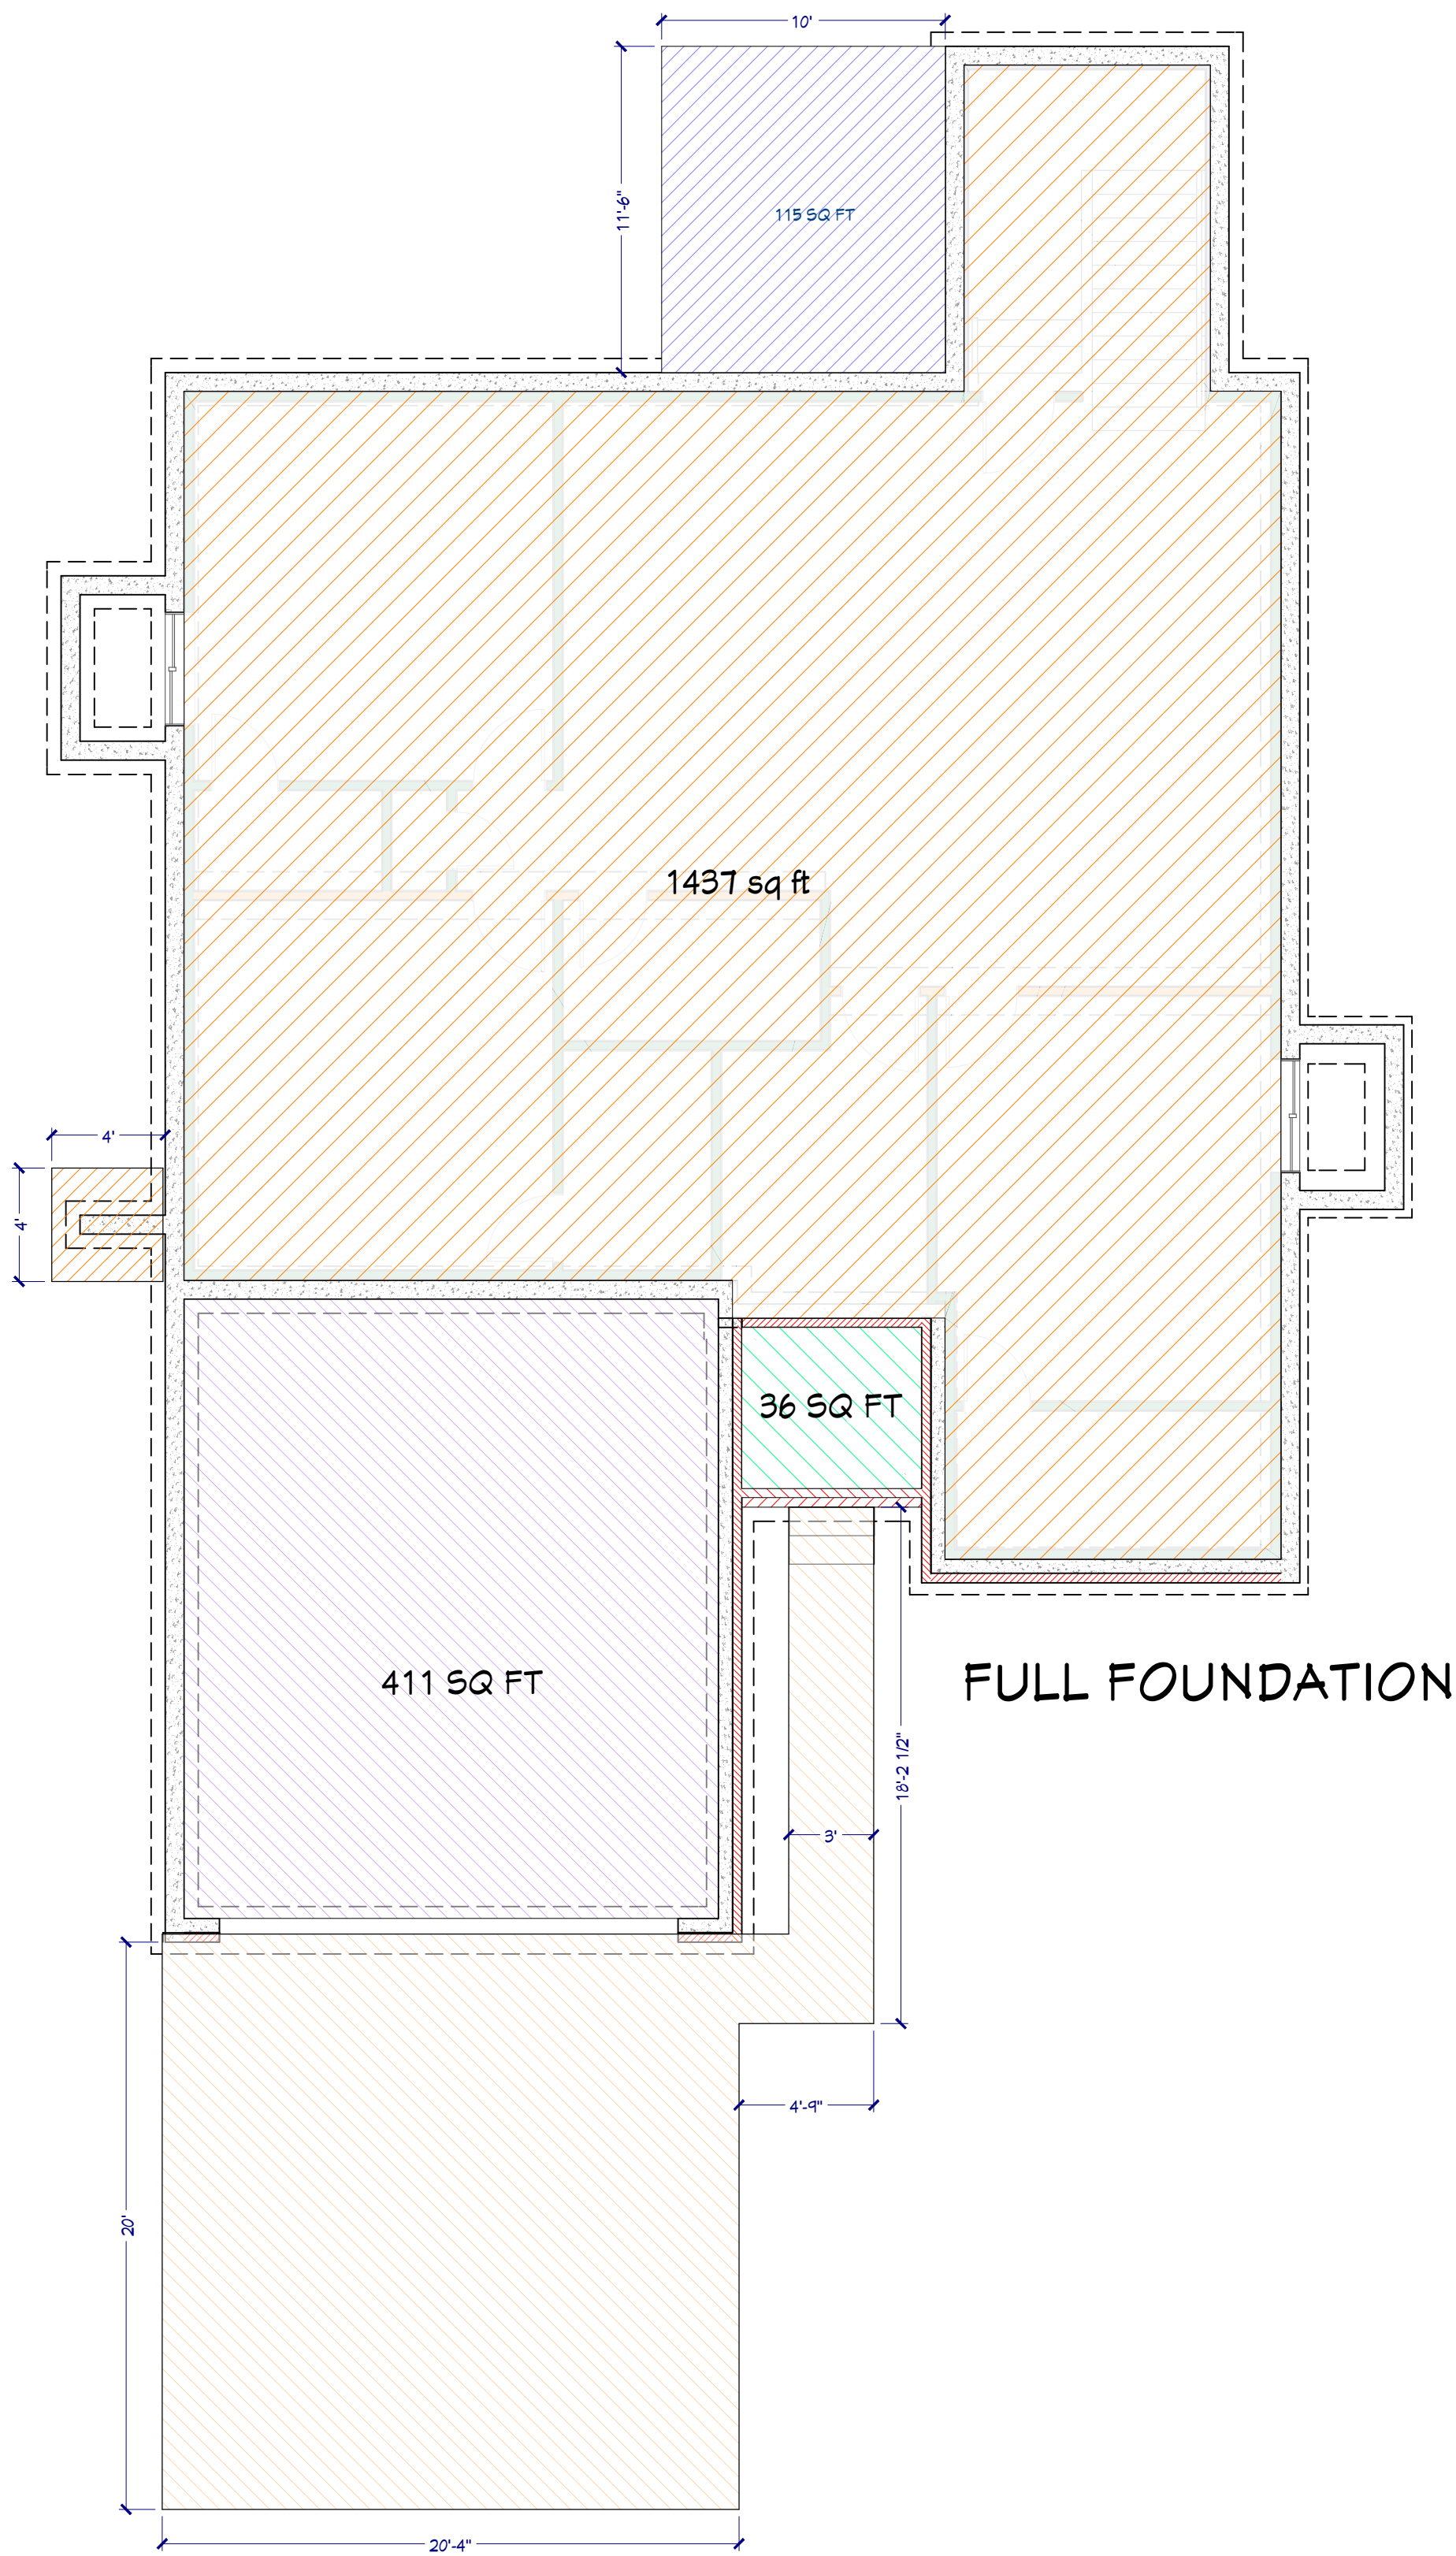 10'
11'-6"
115 SQ FT
1437 sq ft
4'
4'
36 SQ FT
FULL FOUNDATION
411 SQ FT
18'-2 1/2"
3'
4'-9"
20'
20'-4"